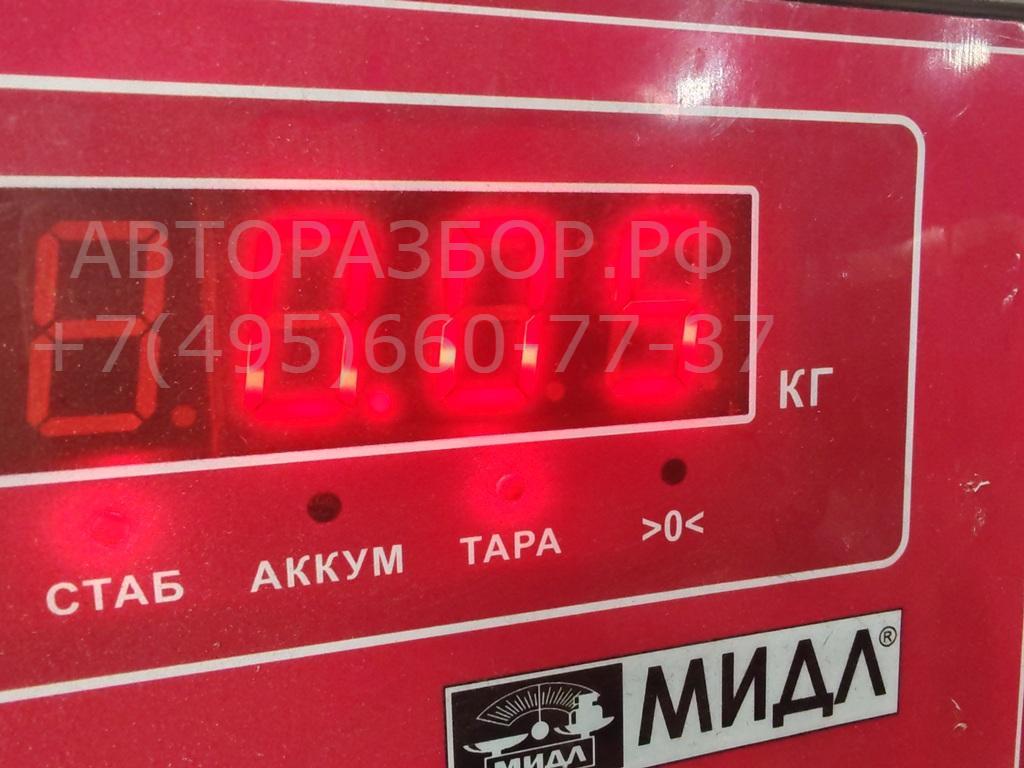 АВТОРАЗБОР.РФ
+7(495)660-77-37
КГ
СТАБ АККУМ ТАРА >0<
МИДЛ®
МИДЛ